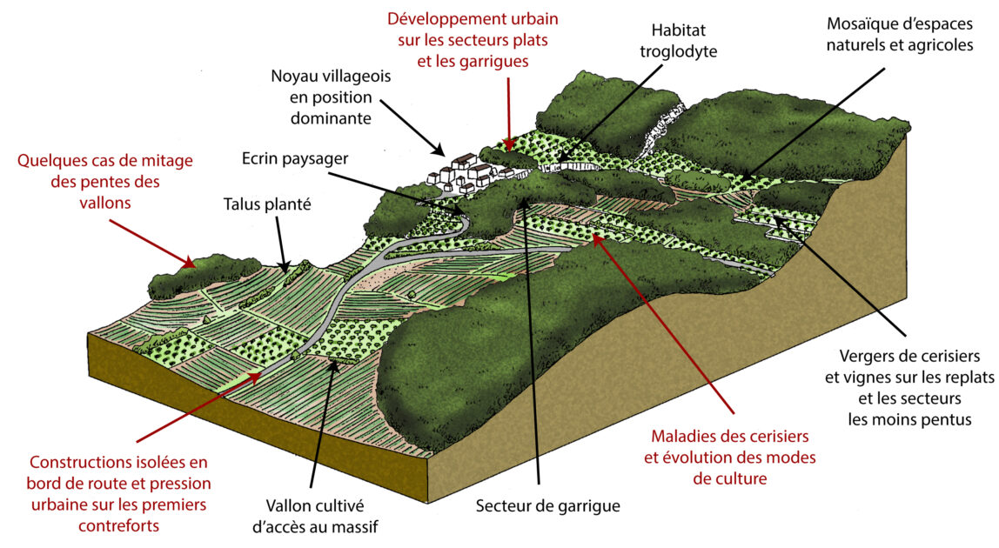 Développement urbain
sur les secteurs plats
et les garrigues
Habitat
troglodyte
Mosaïque d’espaces
naturels et agricoles
Noyau villageois
en position
dominante
Quelques cas de mitage
des pentes des
vallons
Ecrin paysager
Talus planté
Vergers de cerisiers
et vignes sur les replats
et les secteurs
les moins pentus
Maladies des cerisiers
et évolution des modes
de culture
Constructions isolées en
bord de route et pression
urbaine sur les premiers
contreforts
Vallon cultivé
d’accès au massif
Secteur de garrigue